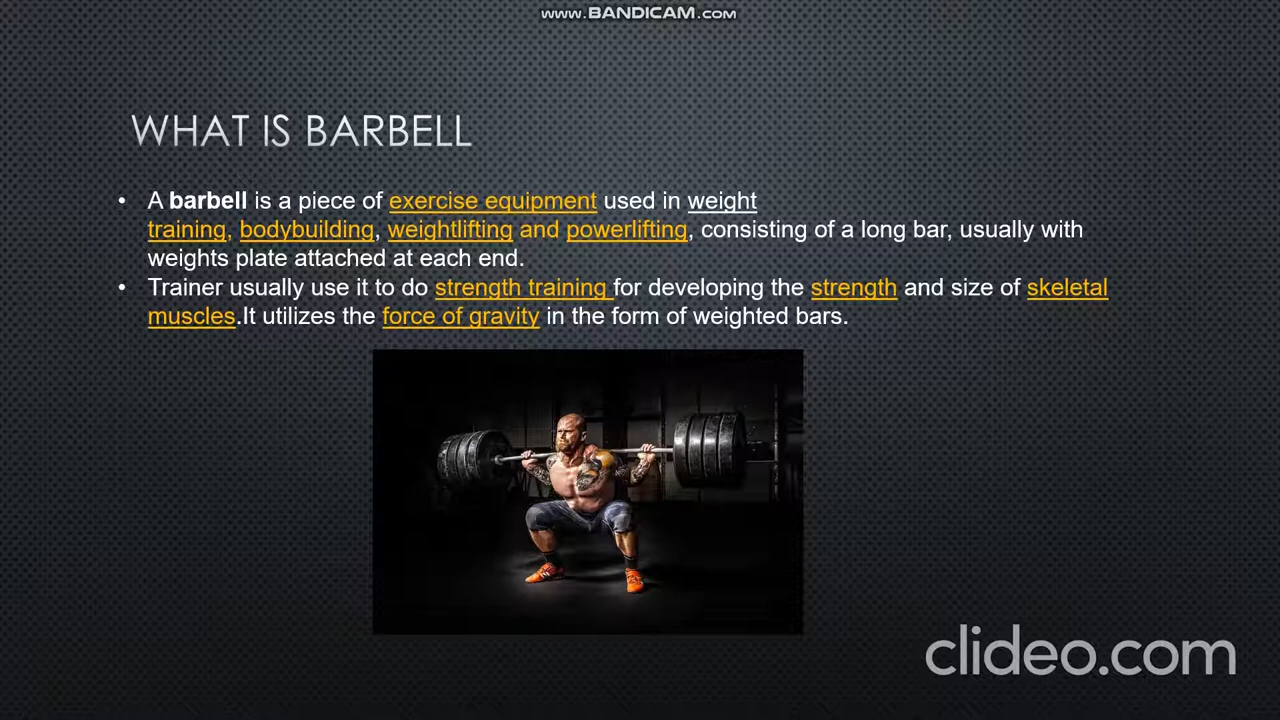 www.BANDICAM.com
WHAT IS BARBELL
• A barbell is a piece of exercise equipment used in weight
training, bodybuilding, weightlifting and powerlifting, consisting of a long bar, usually with
weights plate attached at each end.
• Trainer usually use it to do strength training for developing the strength and size of skeletal
muscles.It utilizes the force of gravity in the form of weighted bars.
clideo.com